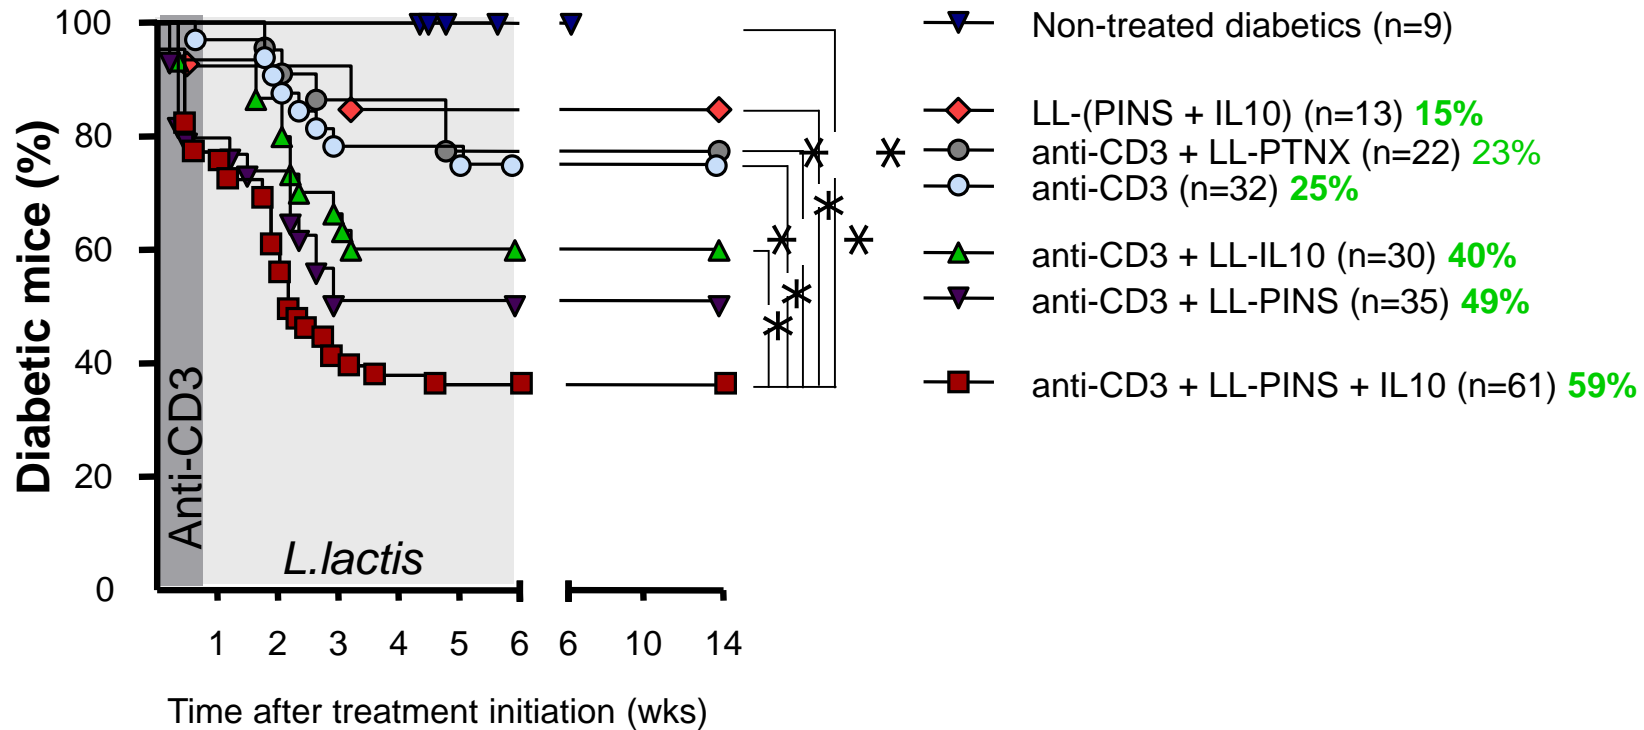 100
80
60
40
20
0
Diabetic mice (%)
Anti-CD3
L.lactis
1 2 3 4 5 6 6 10 14
Time after treatment initiation (wks)
Non-treated diabetics (n=9)
LL-(PINS + IL10) (n=13) 15%
anti-CD3 + LL-PTNX (n=22) 23%
anti-CD3 (n=32) 25%
anti-CD3 + LL-IL10 (n=30) 40%
anti-CD3 + LL-PINS (n=35) 49%
anti-CD3 + LL-PINS + IL10 (n=61) 59%